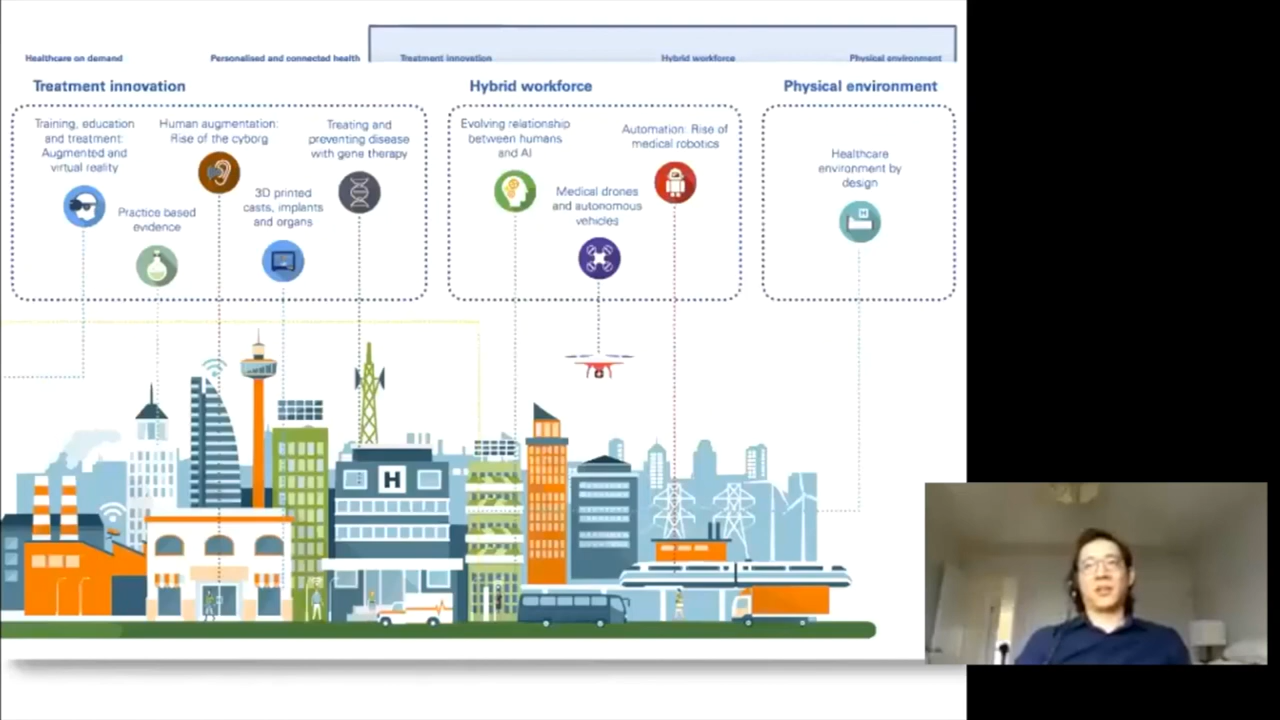 Healthcare on demand
Personalised and connected health
Treatment innovation
Hybrid workforce
Physical environment
Treatment innovation
Training, education
and treatment:
Augmented and
virtual reality
Practice based
evidence
Human augmentation:
Rise of the cyborg
3D printed
casts, implants
and organs
Treating and
preventing disease
with gene therapy
Hybrid workforce
Evolving relationship
between humans
and AI
Medical drones
and autonomous
vehicles
Automation: Rise of
medical robotics
Physical environment
Healthcare
environment by
design
H
H